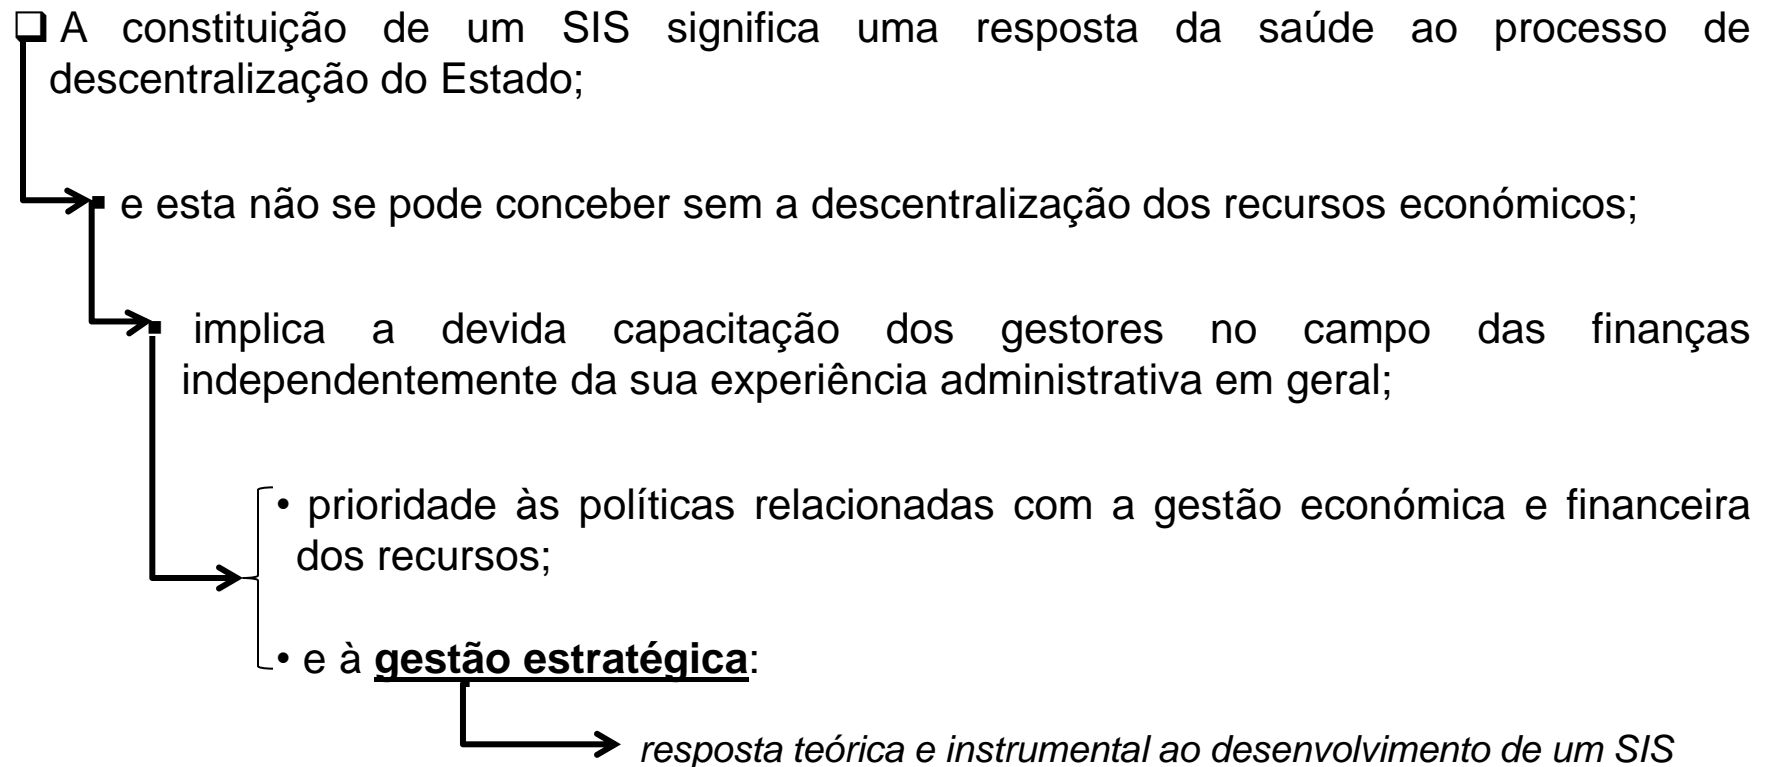 ❑ A constituição de um SIS significa uma resposta da saúde ao processo de
descentralização do Estado;
▪ e esta não se pode conceber sem a descentralização dos recursos económicos;
▪ implica a devida capacitação dos gestores no campo das finanças
independentemente da sua experiência administrativa em geral;
• prioridade às políticas relacionadas com a gestão económica e financeira
dos recursos;
• e à gestão estratégica:
resposta teórica e instrumental ao desenvolvimento de um SIS